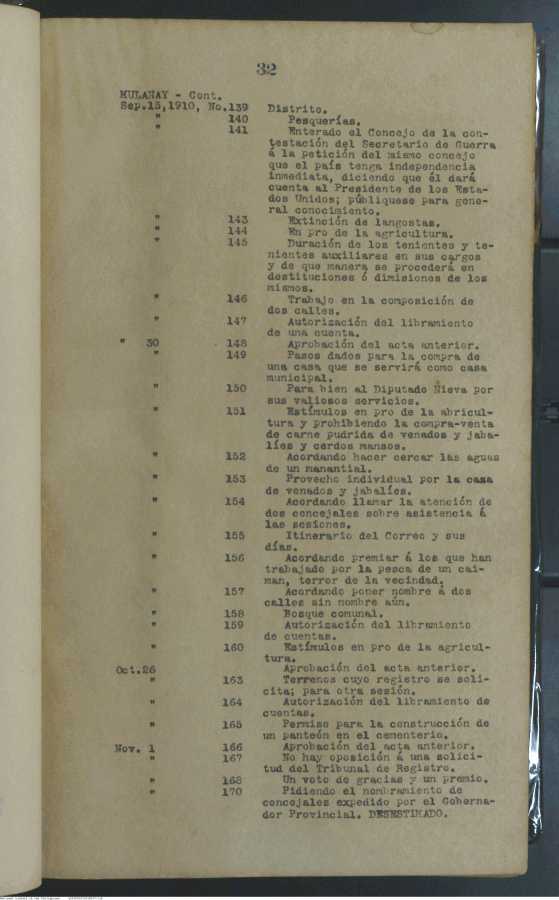 32
MULANAY - Cont.
Sep.15,1910, No.139 Distrito.
" 140 Pesquerías.
" 141 Enterado el Concejo de la con-
testación del Secretario de Guerra
á la petición del mismo concejo
que el país tenga independencia
inmediata, diciendo que él dará
cuenta al Presidente de los Esta-
dos Unidos; públiquese para gene-
ral conocimiento.
" 143 Extinción de langostas.
" 144 En pro de la agricultura.
" 145 Duración de los tenientes y te-
nientes auxiliares en sus cargos
y de que manera se procederá en
destituciones ó dimisiones de los
mismos.
" 146 Trabajo en la composición de
dos calles.
" 147 Autorización del libramiento
de una cuenta.
" 30 148 Aprobación del acta anterior.
" 149 Pasos dados para la compra de
una casa que se servirá como casa
municipal.
" 150 Para bien al Diputado Nieva por
sus valiosos servicios.
" 151 Estímulos en pro de la abricul-
tura y prohibiendo la compra-venta
de carne pudrida de venados y jaba-
líes y cerdos mansos.
" 152 Acordando hacer cercar las aguas
de un manantial.
" 153 Provecho individual por la caza
de venados y jabalíes.
" 154 Acordando llamar la atención de
dos concejales sobre asistencia á
las sesiones.
" 155 Itinerario del Correo y sus
días.
" 156 Acordando premiar á los que han
trabajado por la pesca de un cai-
man, terror de la vecindad.
" 157 Acordando poner nombre á dos
calles sin nombre aún.
" 158 Bosque comunal.
" 159 Autorización del libramiento
de cuentas.
" 160 Estímulos en pro de la agricul-
tura.
Oct.26 Aprobación del acta anterior.
" 163 Terrenos cuyo registro se soli-
cita; para otra sesión.
" 164 Autorización del libramiento de
cuentas.
" 165 Permiso para la construcción de
un panteón en el cementerio.
Nov. 1 166 Aprobación del acta anterior.
" 167 No hay oposición á una solici-
tud del Tribunal de Registro.
" 168 Un voto de gracias y un premio.
" 170 Pidiendo el nombramiento de
concejales expedido por el Goberna-
dor Provincial. DESESTIMADO.